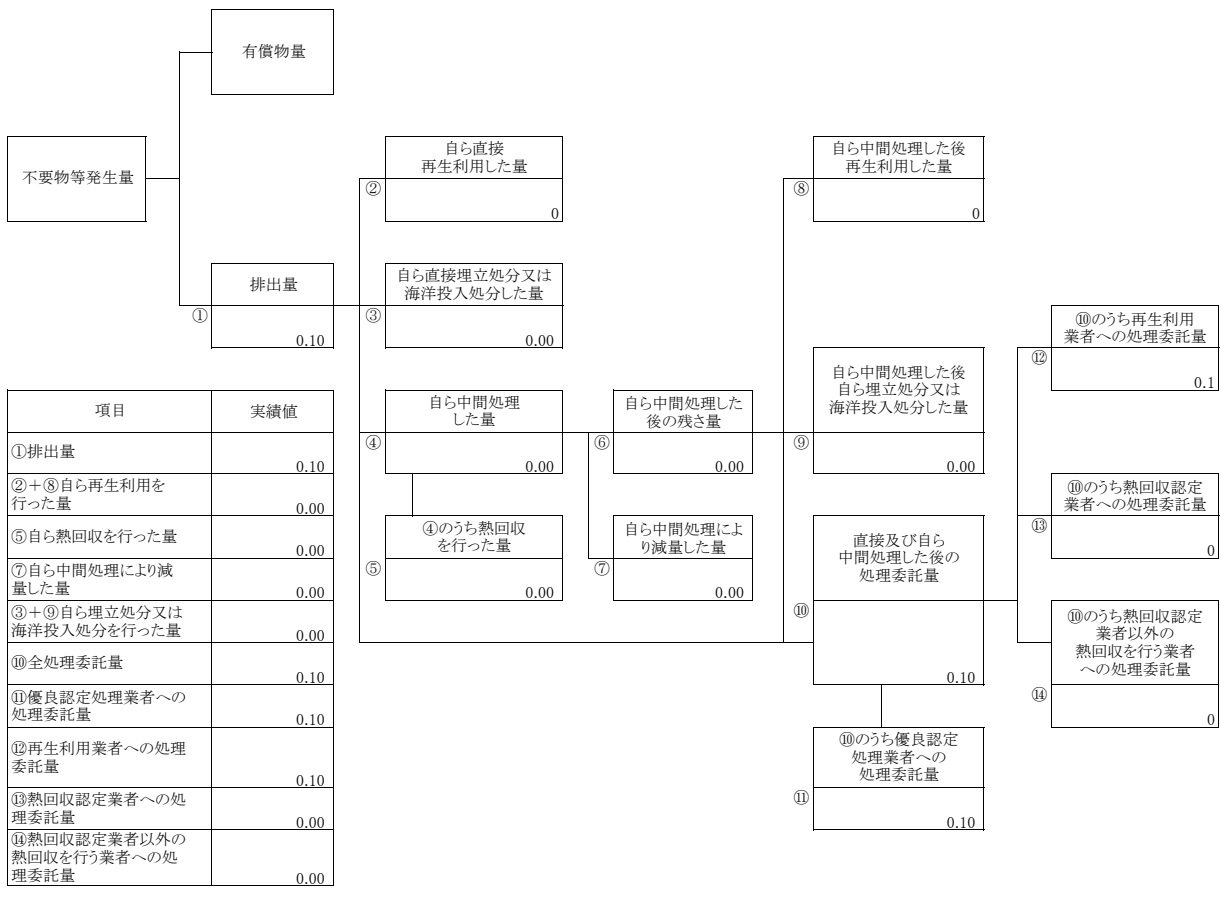 有償物量
不要物等発生量
排出量
①
0.10
自ら直接
再生利用した量
②
0
自ら直接埋立処分又は
海洋投入処分した量
③
0.00
自ら中間処理
した量
④
0.00
④のうち熱回収
を行った量
⑤
0.00
自ら中間処理した
後の残さ量
⑥
0.00
自ら中間処理によ
り減量した量
⑦
0.00
自ら中間処理した後
再生利用した量
⑧
0
自ら中間処理した後
自ら埋立処分又は
海洋投入処分した量
⑨
0.00
直接及び自ら
中間処理した後の
処理委託量
⑩
0.10
⑩のうち優良認定
処理業者への
処理委託量
⑪
0.10
⑩のうち再生利用
業者への処理委託量
⑫
0.1
⑩のうち熱回収認定
業者への処理委託量
⑬
0
⑩のうち熱回収認定
業者以外の
熱回収を行う業者
への処理委託量
⑭
0
項目 実績値
①排出量
0.10
②＋⑧自ら再生利用を
行った量
0.00
⑤自ら熱回収を行った量
0.00
⑦自ら中間処理により減
量した量
0.00
③＋⑨自ら埋立処分又は
海洋投入処分を行った量
0.00
⑩全処理委託量
0.10
⑪優良認定処理業者への
処理委託量
0.10
⑫再生利用業者への処理
委託量
0.10
⑬熱回収認定業者への処
理委託量
0.00
⑭熱回収認定業者以外の
熱回収を行う業者への処
理委託量
0.00